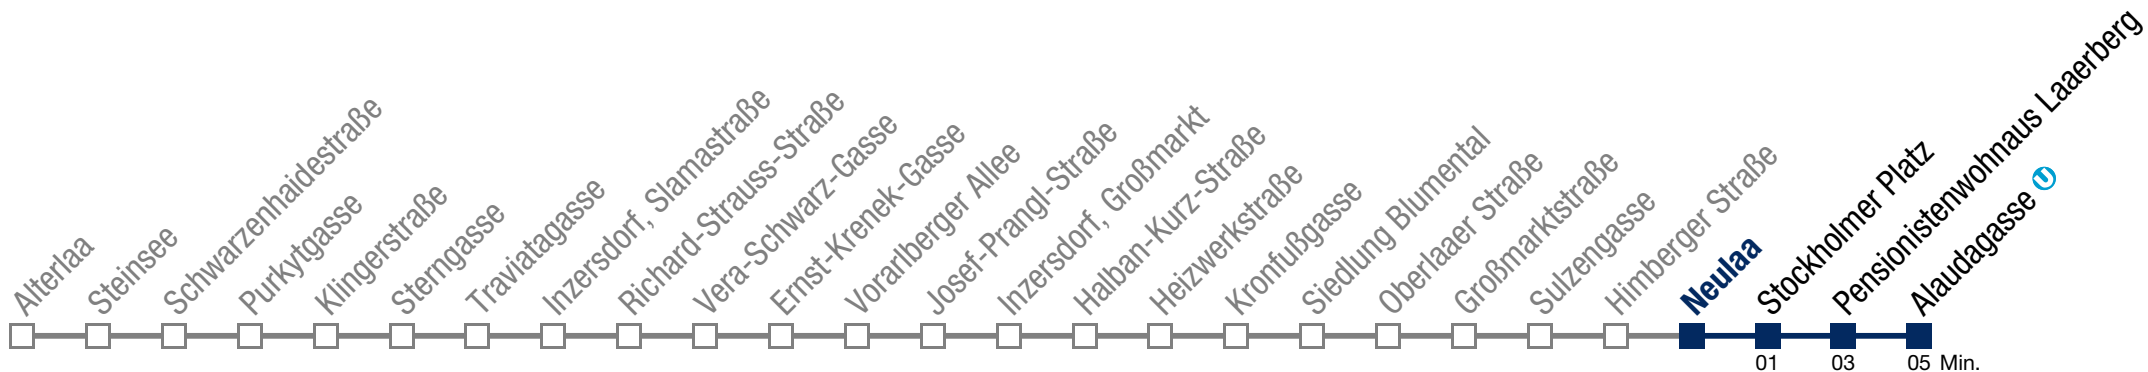 Alterlaa
Steinsee
Schwarzenhaidestraße
Purkytgasse
Klingerstraße
Sterngasse
Traviatagasse
Inzersdorf, Slamastraße
Richard-Strauss-Straße
Vera-Schwarz-Gasse
Ernst-Krenek-Gasse
Vorarlberger Allee
Josef-Prangl-Straße
Inzersdorf, Großmarkt
Halban-Kurz-Straße
Heizwerkstraße
Kronfußgasse
Siedlung Blumental
Oberlaaer Straße
Großmarktstraße
Sulzengasse
Himberger Straße
Neulaa
Stockholmer Platz
Pensionistenwohnaus Laaerberg
Alaudagasse U
01 03 05 Min.